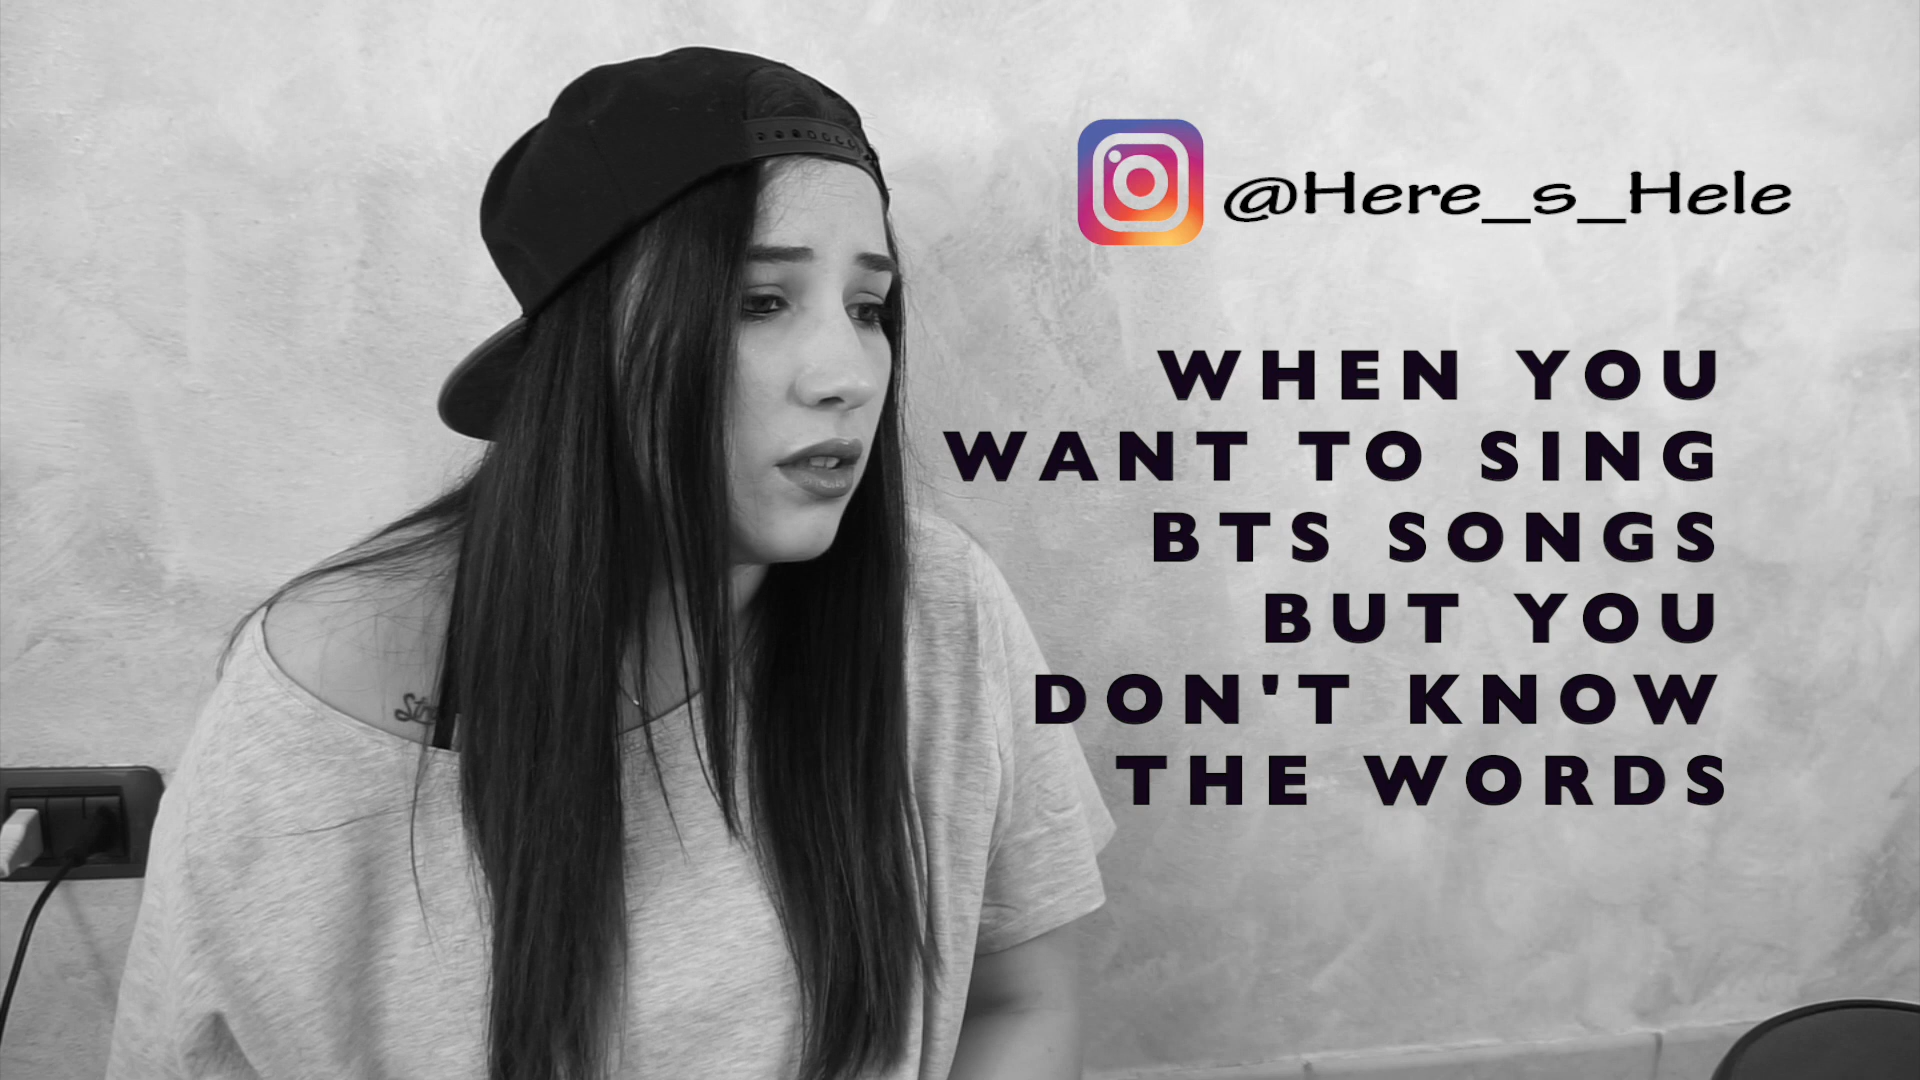 @Here_s_Hele
WHEN YOU
WANT TO SING
BTS SONGS
BUT YOU
DON'T KNOW
THE WORDS